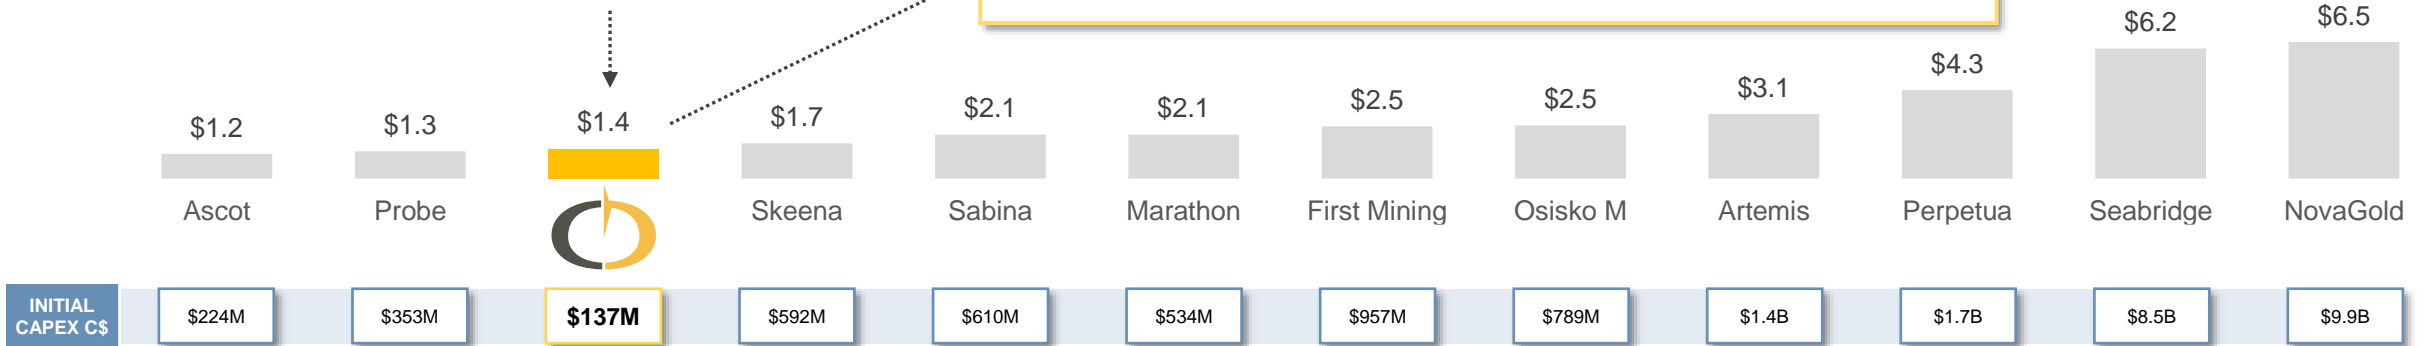 $1.2
$1.3
$1.4
$1.7
$2.1
$2.1
$2.5
$2.5
$3.1
$4.3
$6.2
$6.5
Ascot
Probe
Skeena
Sabina
Marathon
First Mining
Osisko M
Artemis
Perpetua
Seabridge
NovaGold
INITIAL
CAPEX C$
$224M
$353M
$137M
$592M
$610M
$534M
$957M
$789M
$1.4B
$1.7B
$8.5B
$9.9B